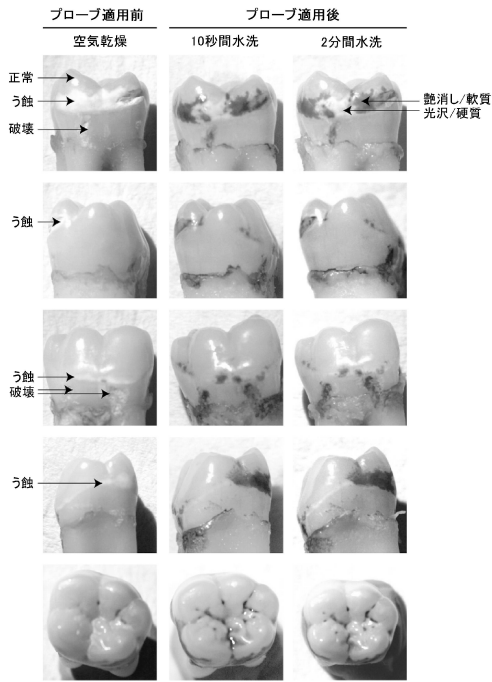 プローブ適用前
プローブ適用後
空気乾燥
10秒間水洗
2分間水洗
正常
う蝕
破壊
艶消し/軟質
光沢/硬質
う蝕
う蝕
破壊
う蝕